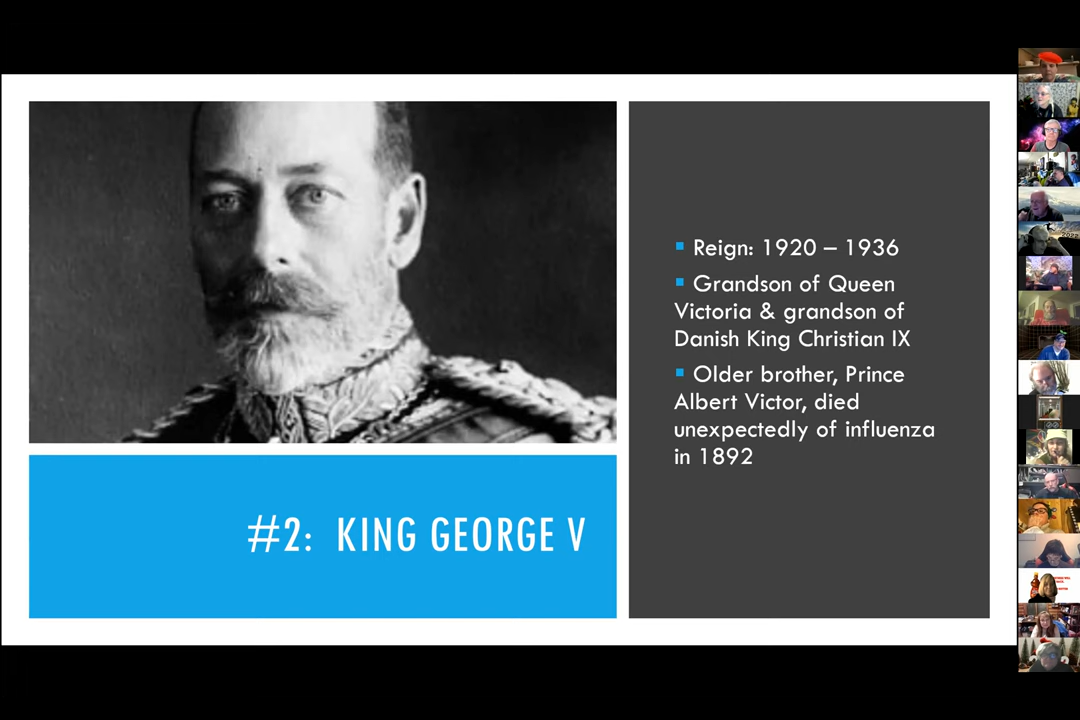 Reign: 1920 – 1936
Grandson of Queen
Victoria & grandson of
Danish King Christian IX
Older brother, Prince
Albert Victor, died
unexpectedly of influenza
in 1892
#2: KING GEORGE V